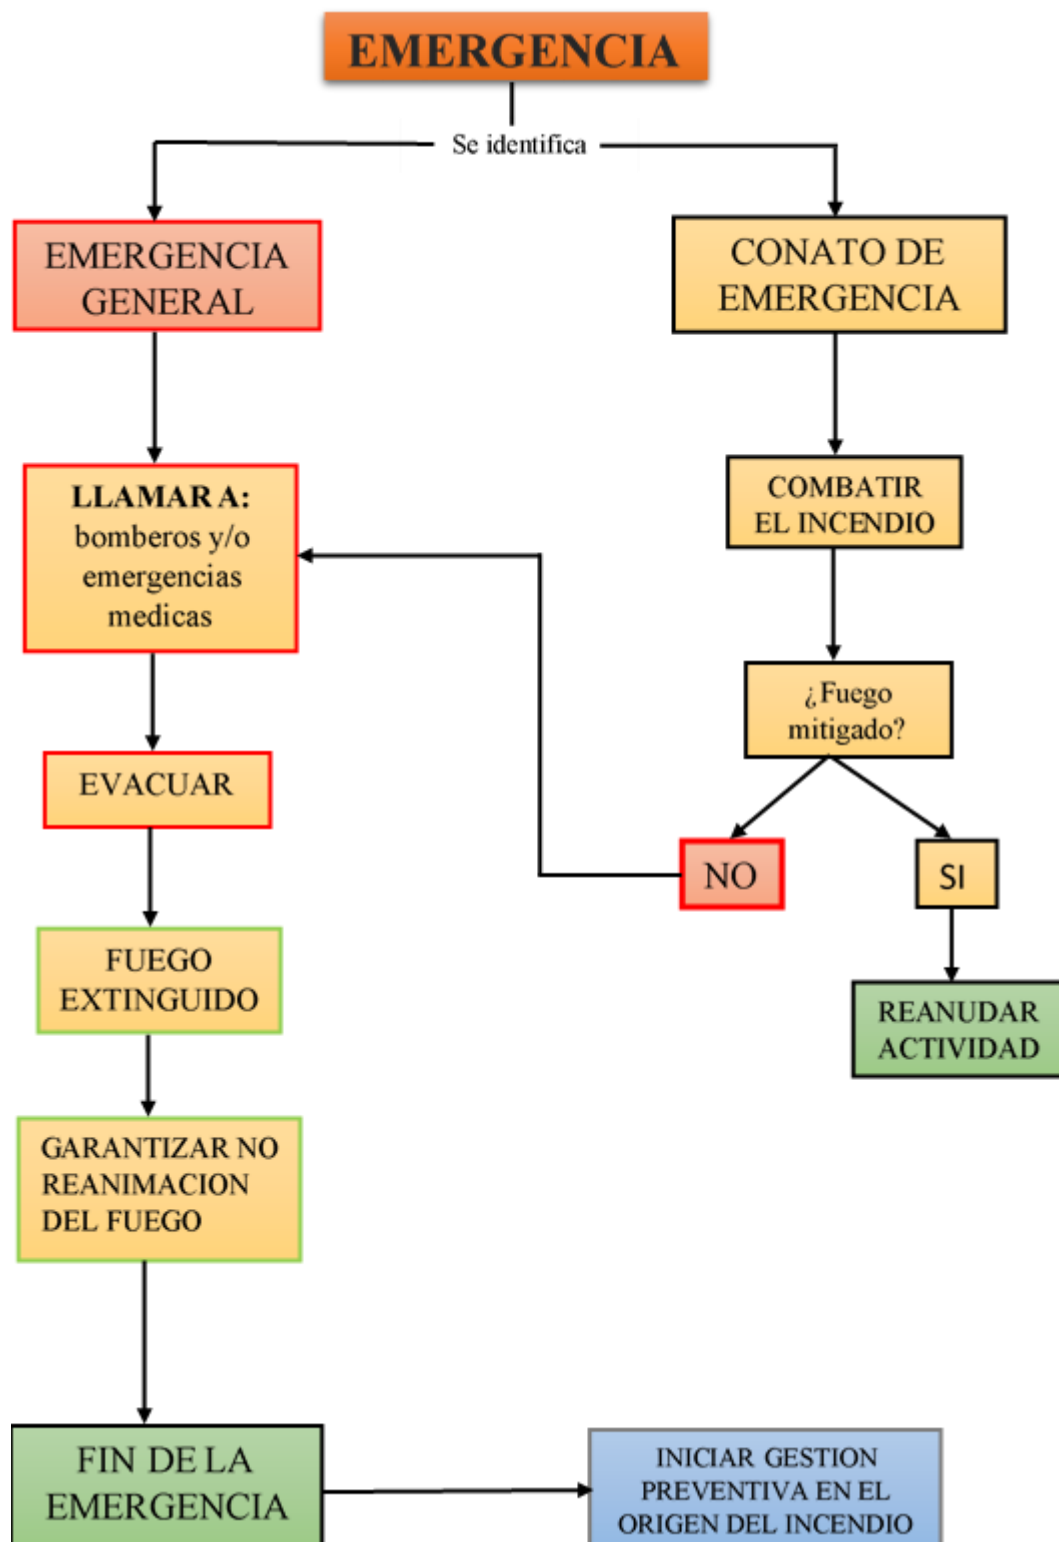 EMERGENCIA
Se identifica
EMERGENCIA
GENERAL
CONATO DE
EMERGENCIA
LLAMAR A:
bomberos y/o
emergencias
medicas
COMBATIR
EL INCENDIO
¿Fuego
mitigado?
EVACUAR
NO
SI
FUEGO
EXTINGUIDO
REANUDAR
ACTIVIDAD
GARANTIZAR NO
REANIMACION
DEL FUEGO
FIN DE LA
EMERGENCIA
INICIAR GESTION
PREVENTIVA EN EL
ORIGEN DEL INCENDIO